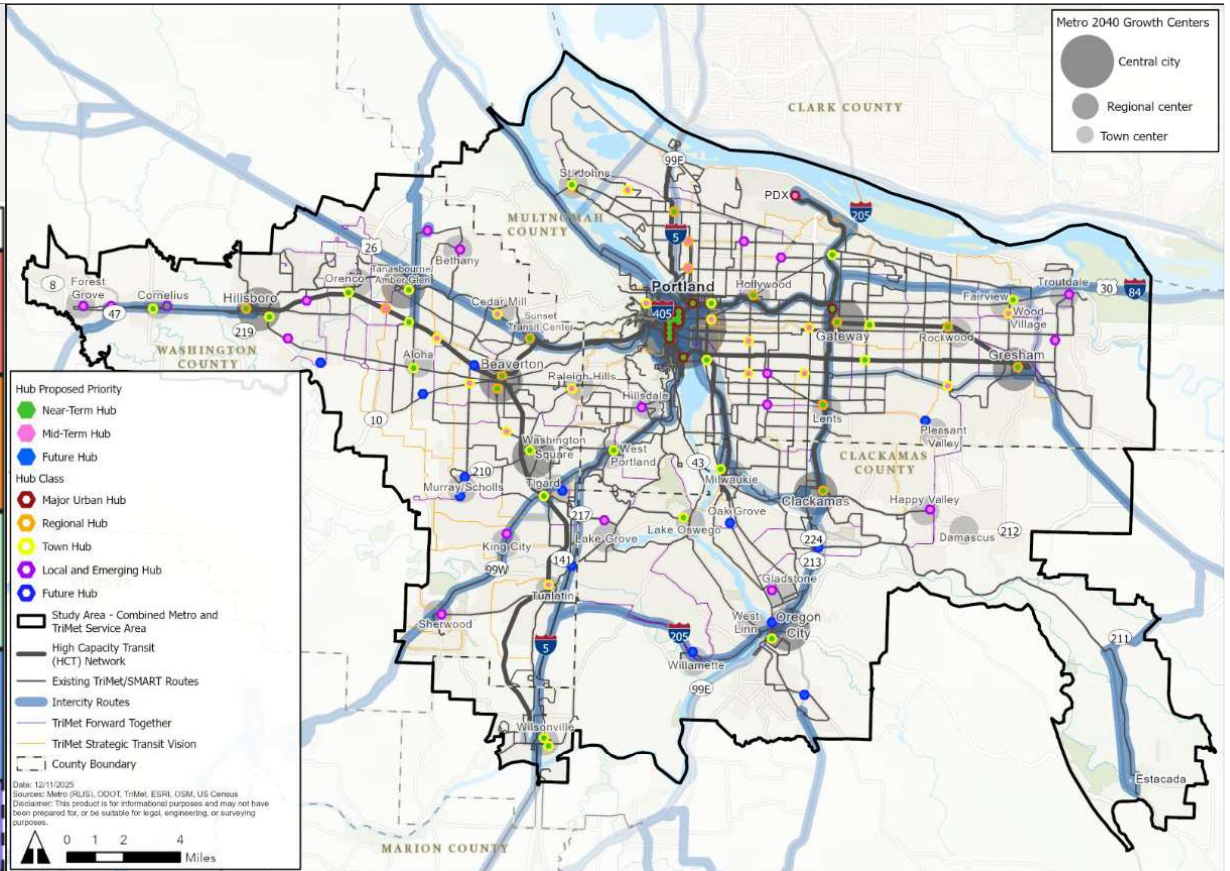 Metro 2040 Growth Centers
Central city
Regional center
Town center
CLARK COUNTY
99E
St. Johns
PDX
205
MULTNOMAH
COUNTY
5
26
Bethany
Tanasbourne/
Amber Glen
Orenco
8
Forest
Grove
47
Cornelius
Hillsboro
219
Cedar Mill
Sunset
Transit Center
Portland
405
Hollywood
Troutdale
30
84
Fairview
Wood
Village
Gateway
Rockwood
Gresham
WASHINGTON
COUNTY
Aloha
Beaverton
Raleigh Hills
Hillsdale
10
Lents
Pleasant
Valley
Washington
Square
West
Portland
43
Milwaukie
CLACKAMAS
COUNTY
210
Murray/Scholls
Tigard
Clackamas
Happy Valley
217
Lake Grove
Lake Oswego
Oak Grove
Damascus
212
King City
99W
141
224
213
Gladstone
Tualatin
Sherwood
West
Linn
Oregon
City
5
205
Willamette
99E
211
Wilsonville
Estacada
MARION COUNTY
Hub Proposed Priority
Near-Term Hub
Mid-Term Hub
Future Hub
Hub Class
Major Urban Hub
Regional Hub
Town Hub
Local and Emerging Hub
Future Hub
Study Area - Combined Metro and
TriMet Service Area
High Capacity Transit
(HCT) Network
Existing TriMet/SMART Routes
Intercity Routes
TriMet Forward Together
TriMet Strategic Transit Vision
County Boundary
Date: 12/11/2025
Sources: Metro (RLIS), ODOT, TriMet, ESRI, OSM, US Census
Disclaimer: This product is for informational purposes and may not have
been prepared for, or be suitable for legal, engineering, or surveying
purposes.
0 1 2 4
Miles